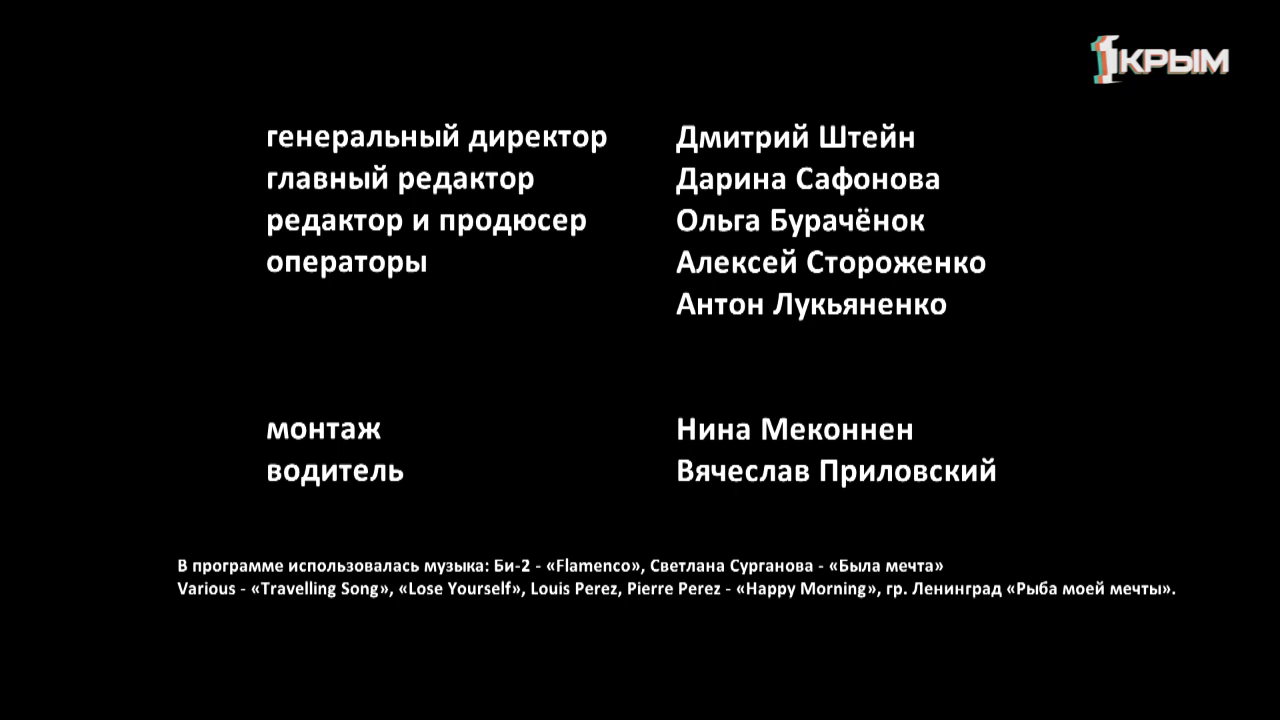 1КРЫМ
генеральный директор Дмитрий Штейн
главный редактор Дарина Сафонова
редактор и продюсер Ольга Бурачёнок
операторы Алексей Стороженко
Антон Лукьяненко
монтаж Нина Меконнен
водитель Вячеслав Приловский
В программе использовалась музыка: Би-2 - «Flamenco», Светлана Сурганова - «Была мечта»
Various - «Travelling Song», «Lose Yourself», Louis Perez, Pierre Perez - «Happy Morning», гр. Ленинград «Рыба моей мечты».